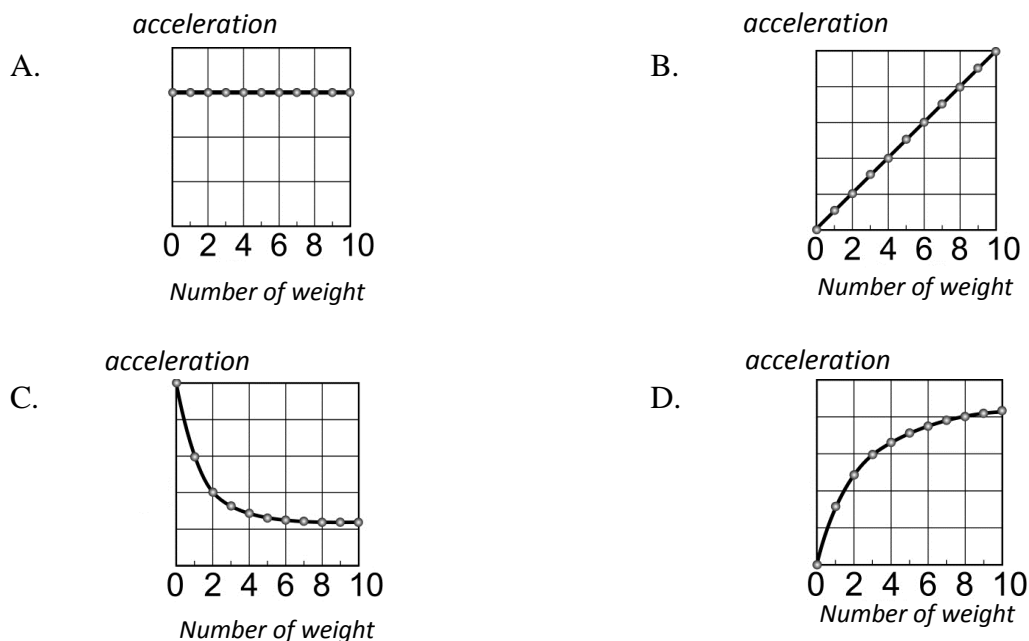 acceleration
A.
0 2 4 6 8 10
Number of weight
acceleration
B.
0 2 4 6 8 10
Number of weight
acceleration
C.
0 2 4 6 8 10
Number of weight
acceleration
D.
0 2 4 6 8 10
Number of weight